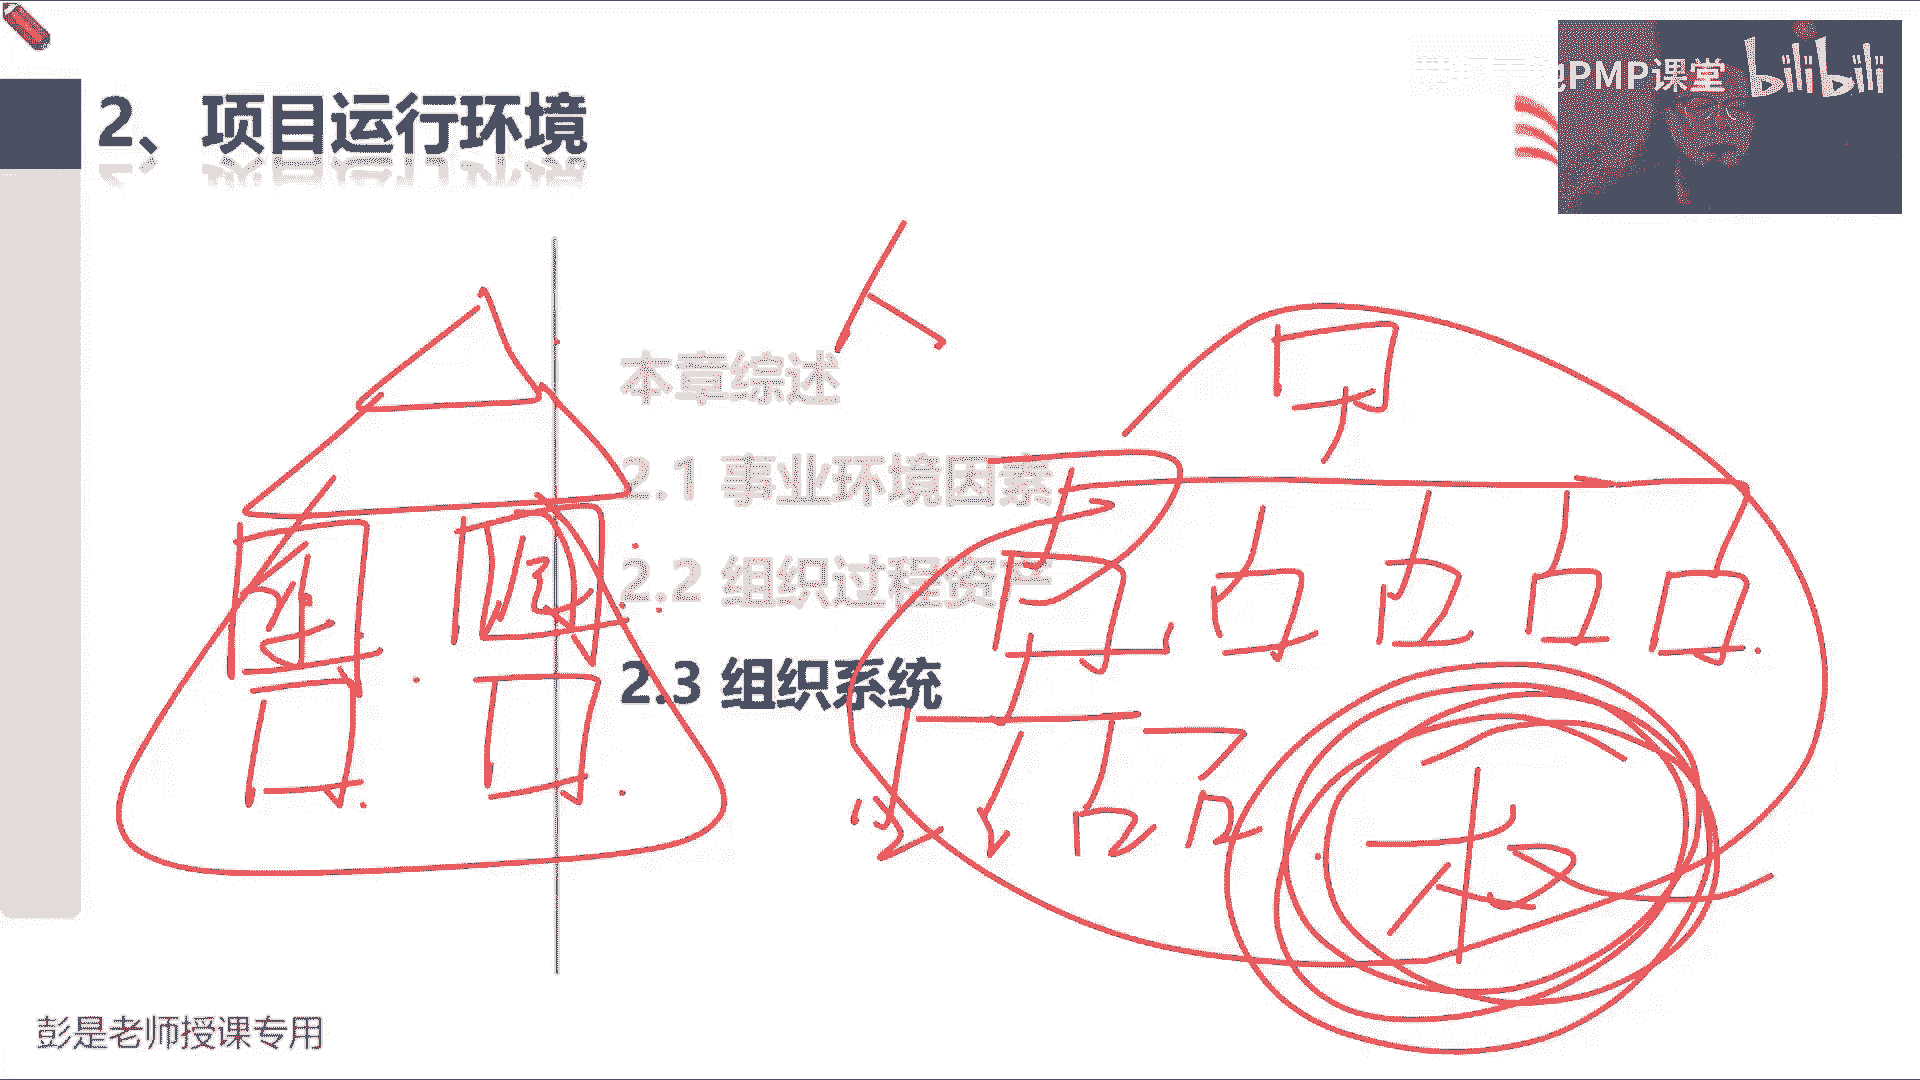 PMP课堂 bilibili
2、项目运行环境
人
本章综述
2.1 事业环境因素
2.2 组织过程资产
2.3 组织系统
权
彭是老师授课专用